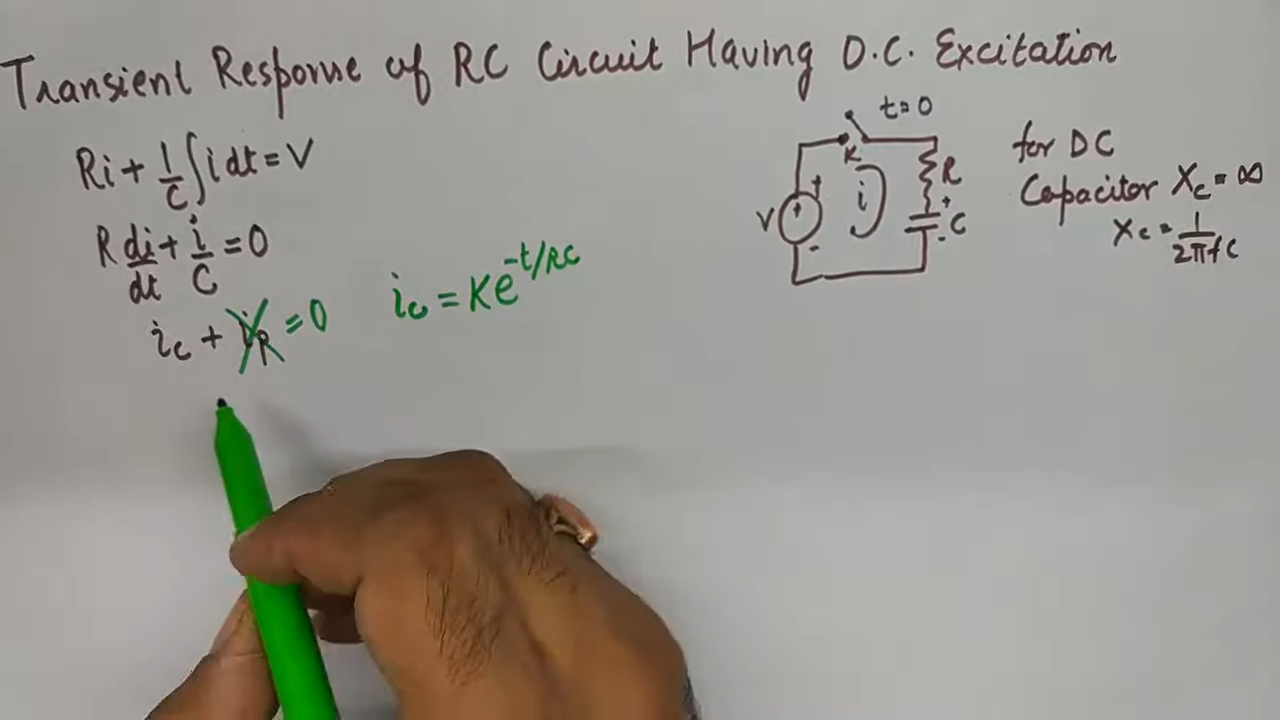 Transient Response of RC Circuit Having D.C. Excitation
Ri + 1/C ∫ i dt = V
R di/dt + i/C = 0
i_c + i_p = 0
i_c = Ke^{-t/RC}
t=0
K
R
+
C
-
i
V
+
+
-
for DC
Capacitor X_c = ∞
X_c = 1/2πfC